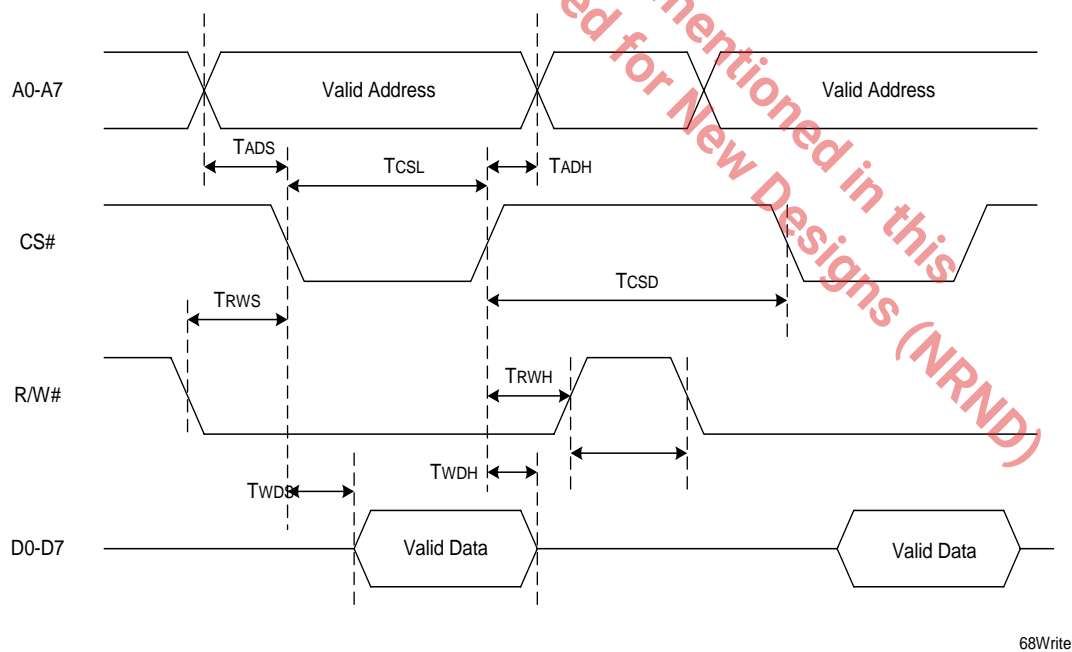 mentioned in this
ed for New Designs (NRND)
A0-A7
Valid Address
Valid Address
TADS
TCSL
TADH
CS#
TCSD
TRWS
R/W#
TRWH
TWDS
TWDH
D0-D7
Valid Data
Valid Data
68Write